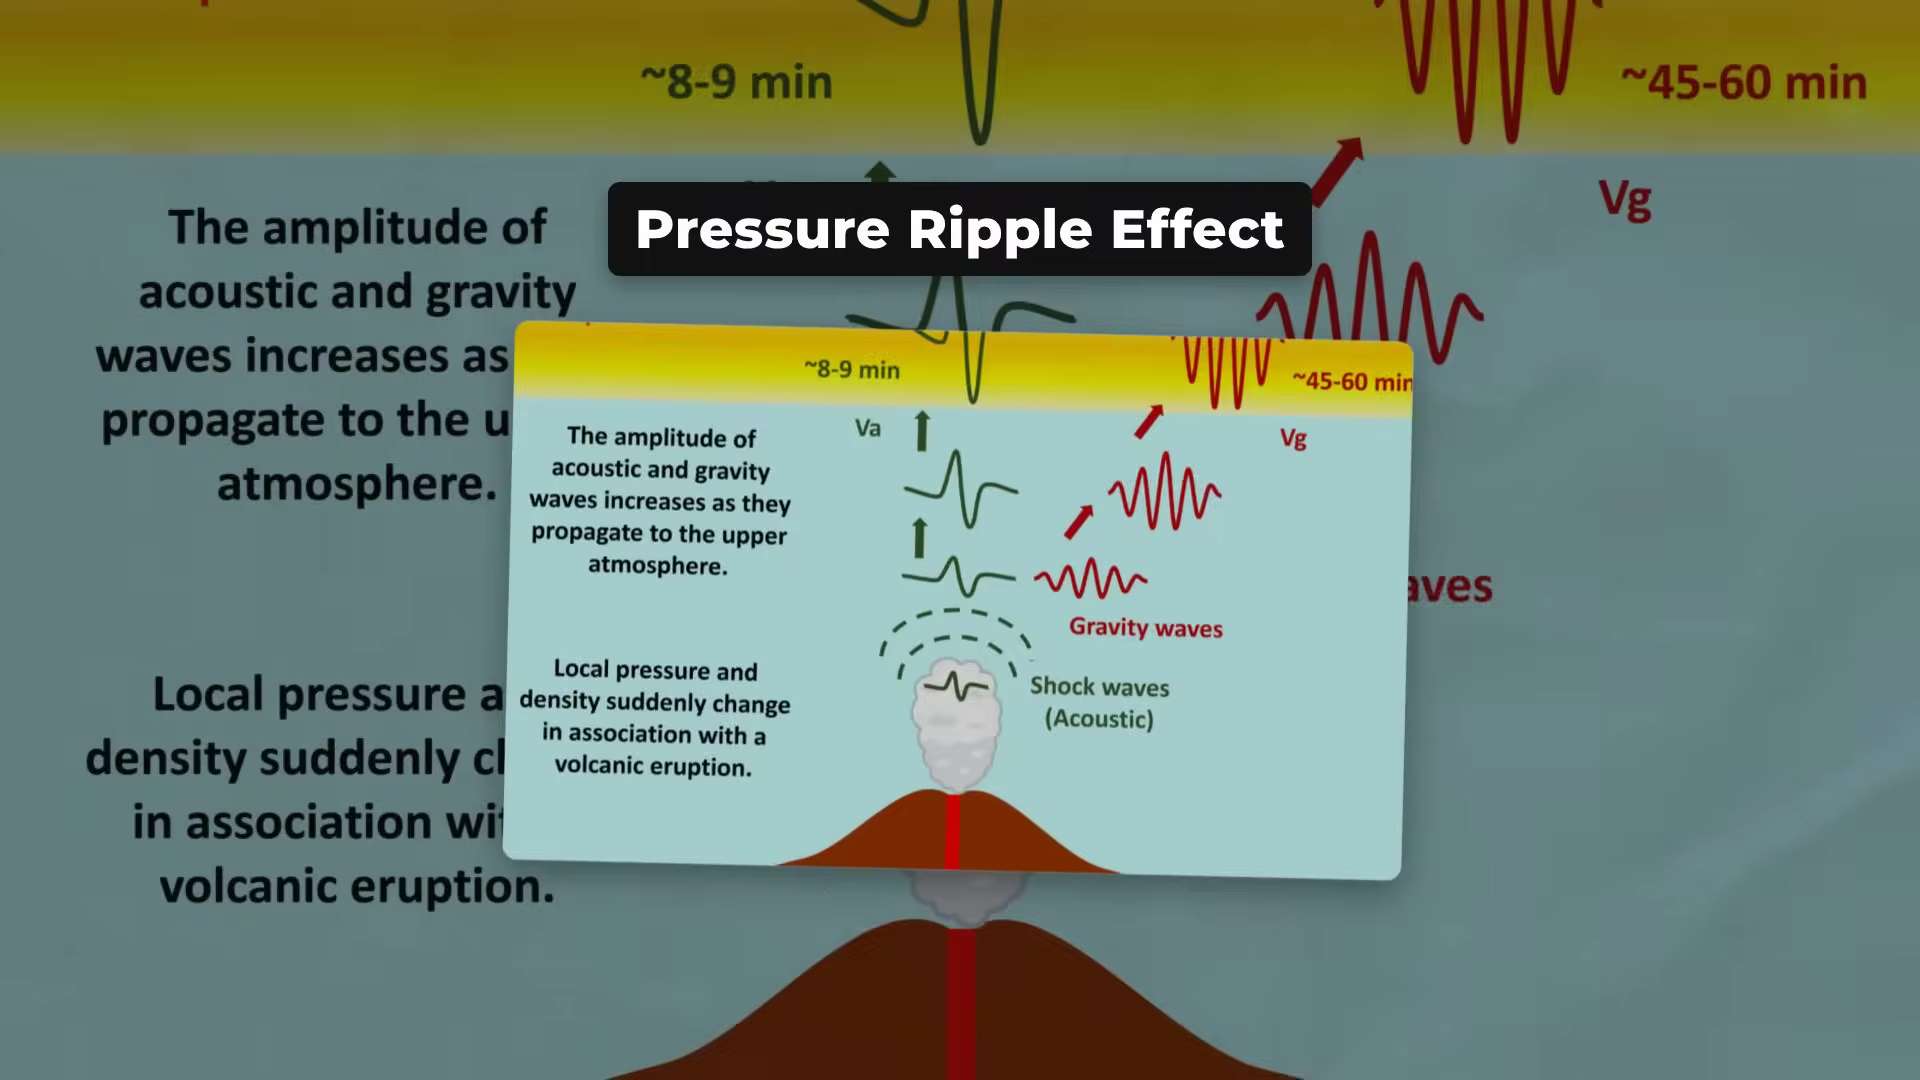 ~8-9 min
~45-60 min
Vg
Pressure Ripple Effect
The amplitude of
acoustic and gravity
waves increases as
propagate to the
atmosphere.
Local pressure
density suddenly
in association
volcanic eruption.
~8-9 min
~45-60 min
Va
Vg
The amplitude of
acoustic and gravity
waves increases as they
propagate to the upper
atmosphere.
Gravity waves
Local pressure and
density suddenly change
in association with a
volcanic eruption.
Shock waves
(Acoustic)